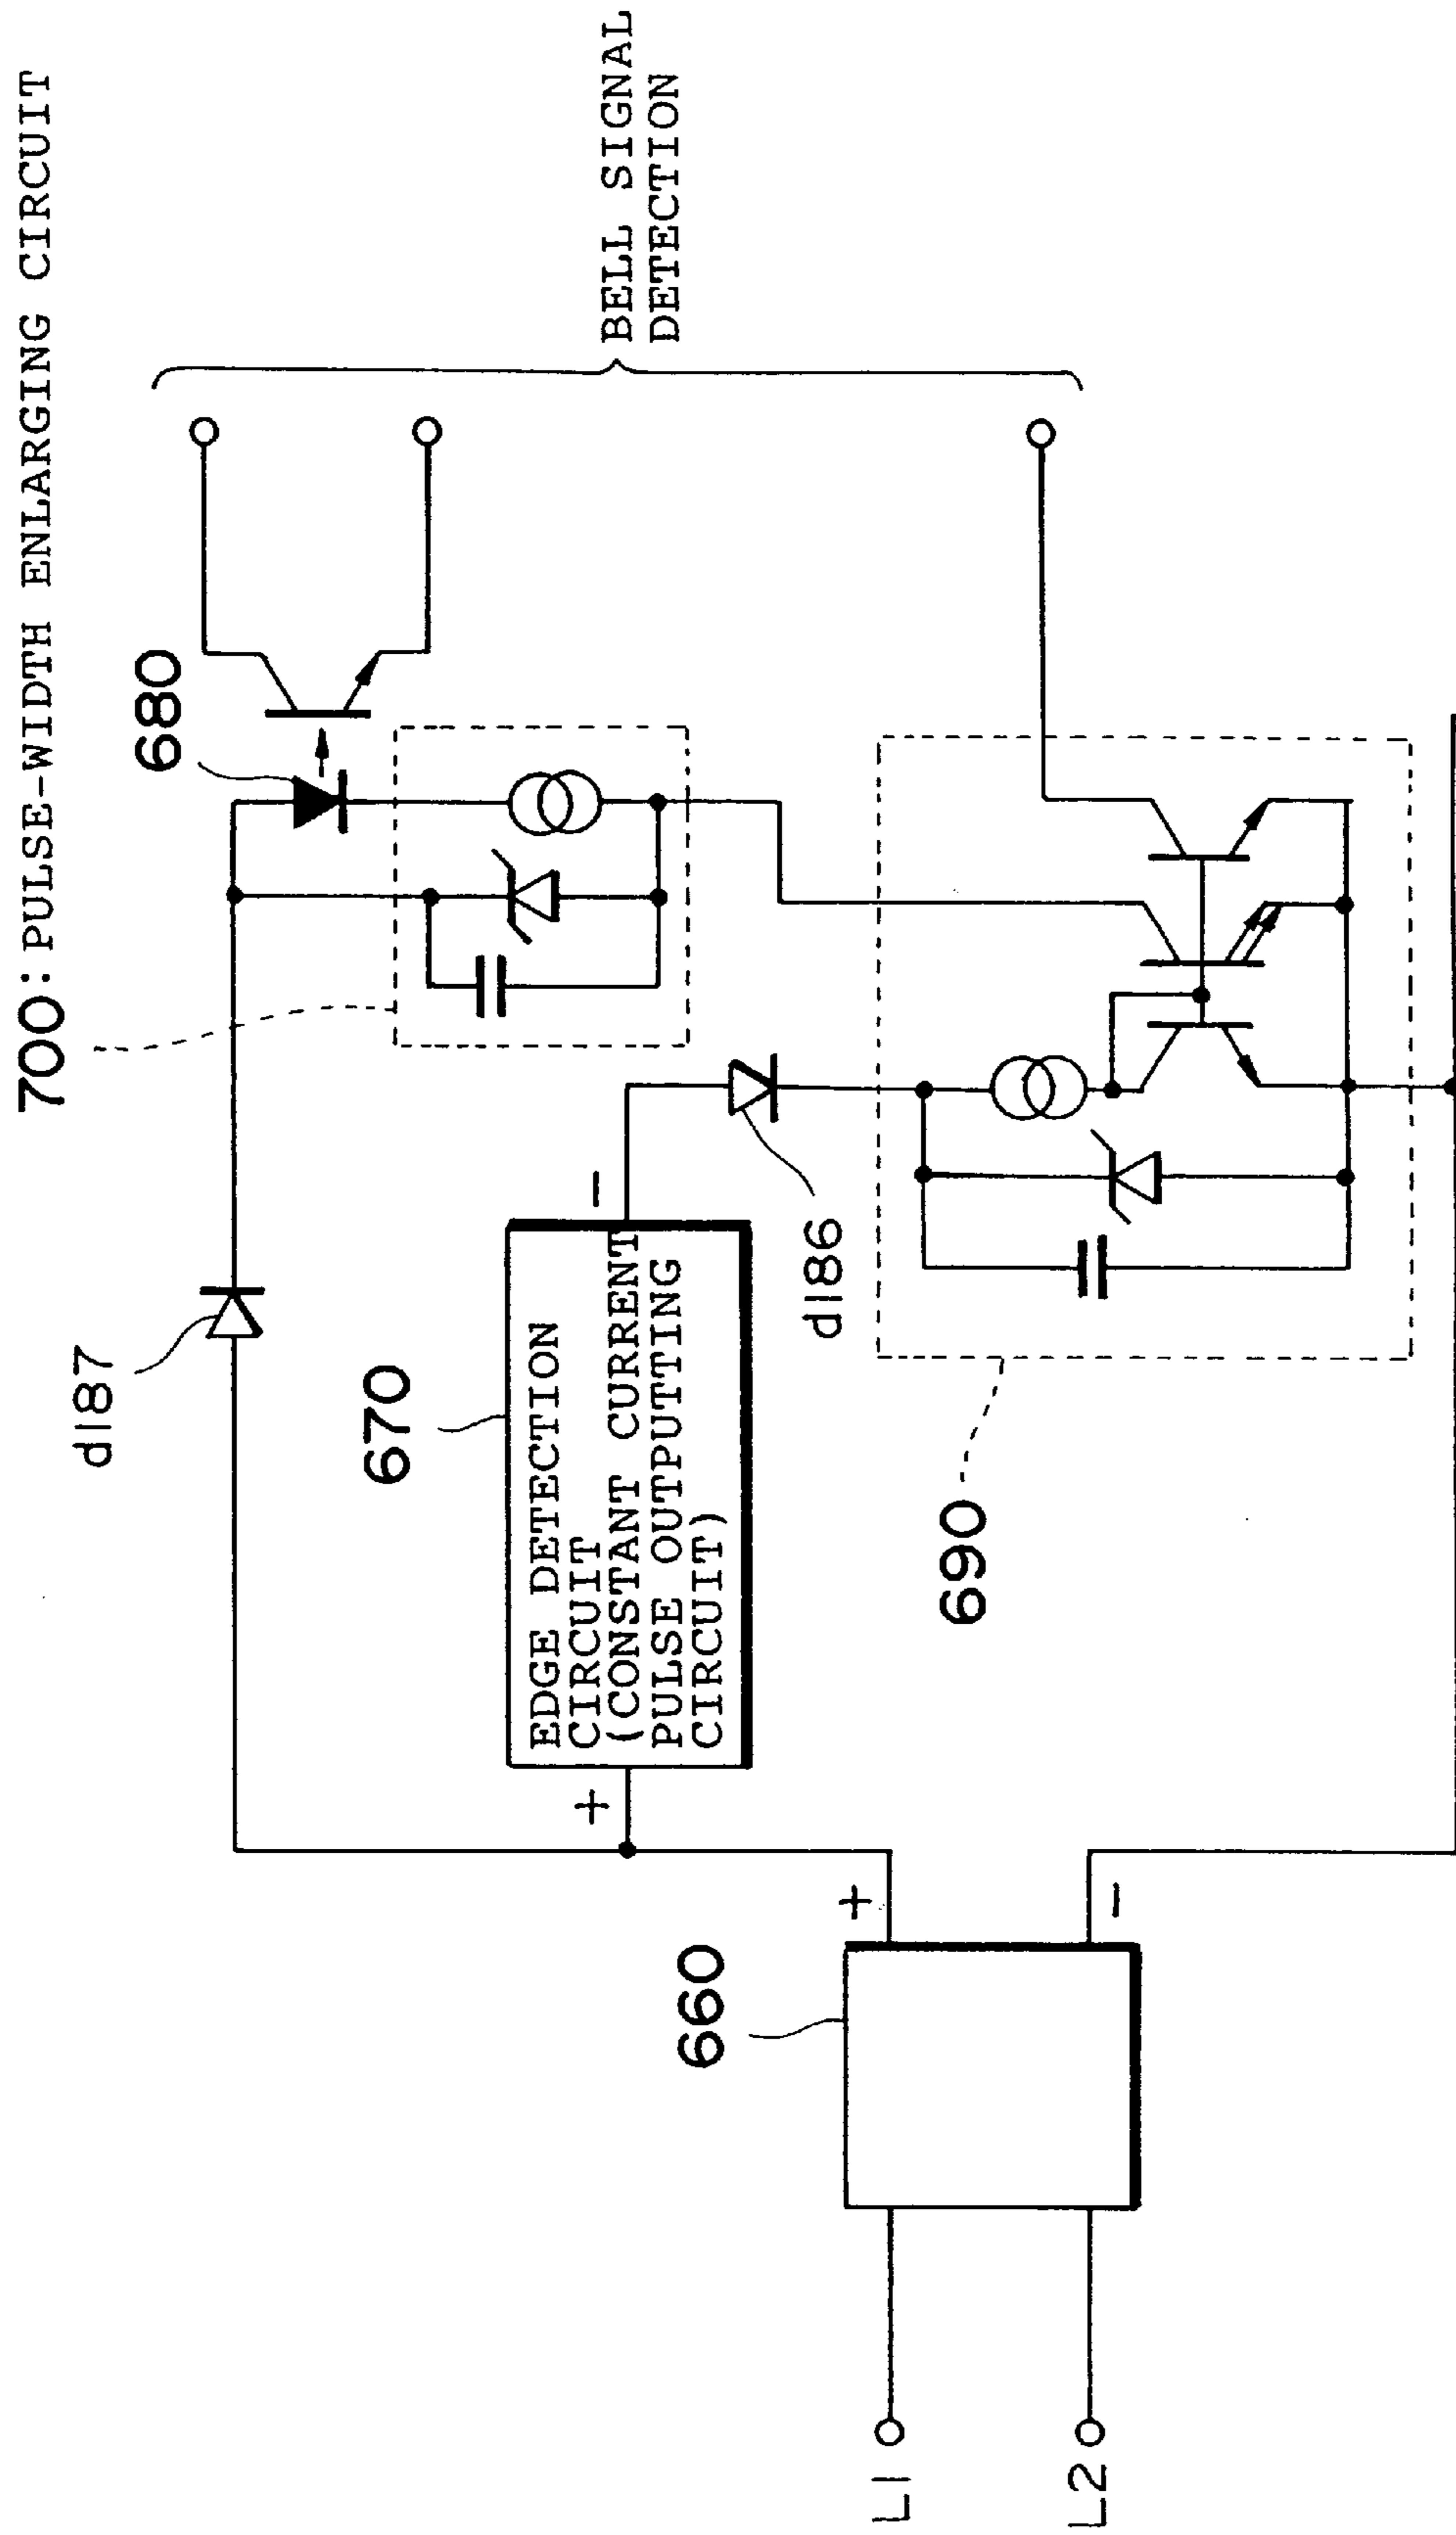 700: PULSE-WIDTH ENLARGING CIRCUIT
d187
680
BELL SIGNAL
DETECTION
670
EDGE DETECTION
CIRCUIT
(CONSTANT CURRENT
PULSE OUTPUTTING
CIRCUIT)
+
−
d186
690
660
+
−
L1
L2